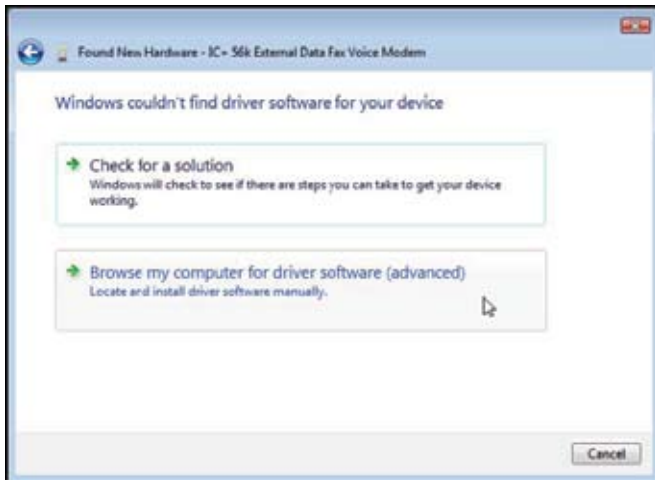 Found New Hardware - IC+ 56k External Data Fax Voice Modem
Windows couldn't find driver software for your device
Check for a solution
Windows will check to see if there are steps you can take to get your device
working.
Browse my computer for driver software (advanced)
Locate and install driver software manually.
Cancel